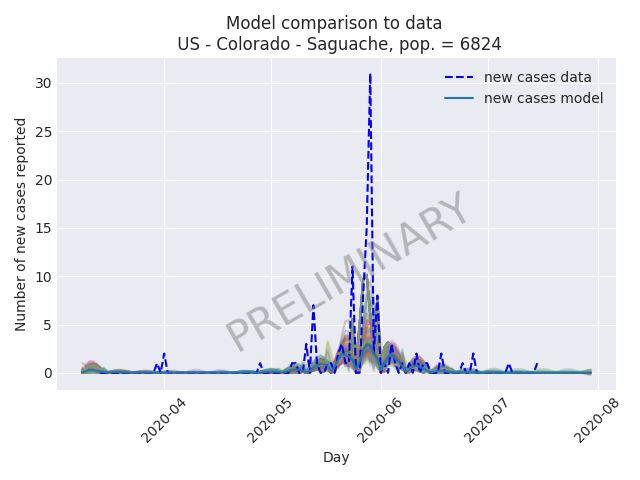 Model comparison to data
US - Colorado - Saguache, pop. = 6824
new cases data
new cases model
Number of new cases reported
30
25
20
15
10
5
0
PRELIMINARY
2020-04
2020-05
2020-06
2020-07
2020-08
Day